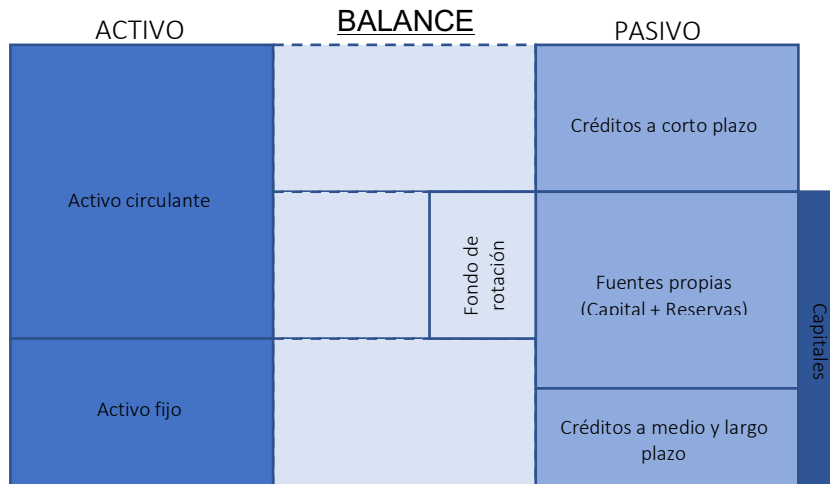 BALANCE
ACTIVO
PASIVO
Créditos a corto plazo
Activo circulante
Fondo de
rotación
Fuentes propias
(Capital + Reservas)
Capitales
Activo fijo
Créditos a medio y largo
plazo